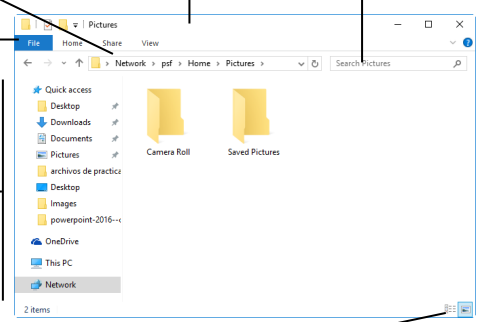 Pictures
File Home Share View
Network > psf > Home > Pictures >
Search Pictures
Quick access
Desktop
Downloads
Documents
Pictures
archivos de practica
Desktop
Images
powerpoint-2016--c
OneDrive
This PC
Network
Camera Roll
Saved Pictures
2 items